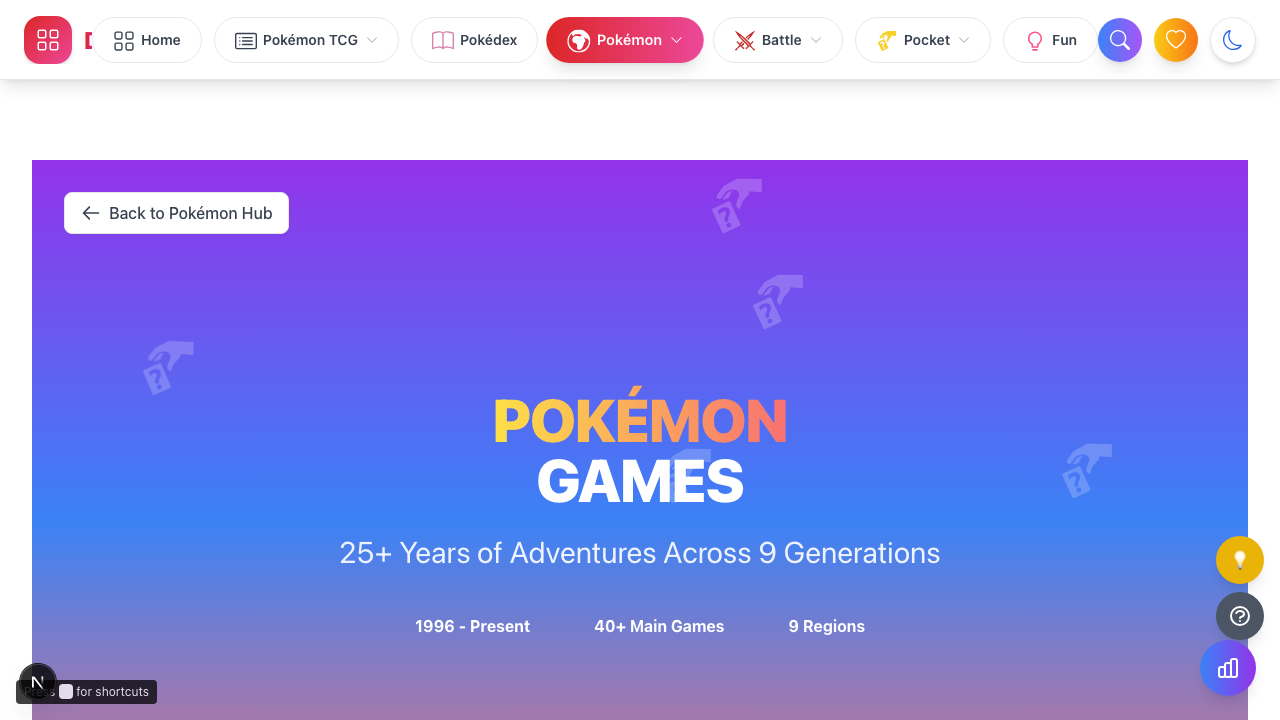 Home
Pokémon TCG
Pokédex
Pokémon
Battle
Pocket
Fun
Back to Pokémon Hub
POKÉMON
GAMES
25+ Years of Adventures Across 9 Generations
1996 - Present
40+ Main Games
9 Regions
N
Press for shortcuts